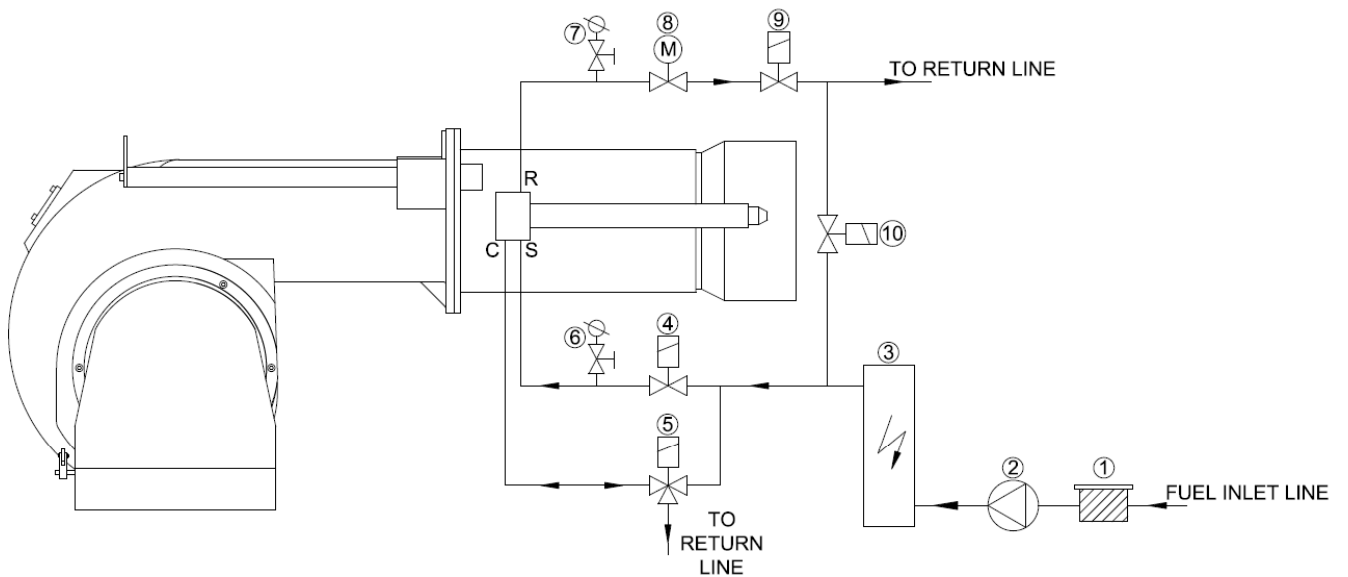 ⑦
⑧
M
⑨
TO RETURN LINE
R
⑩
C S
⑥
④
③
⑤
②
①
FUEL INLET LINE
TO
RETURN
LINE